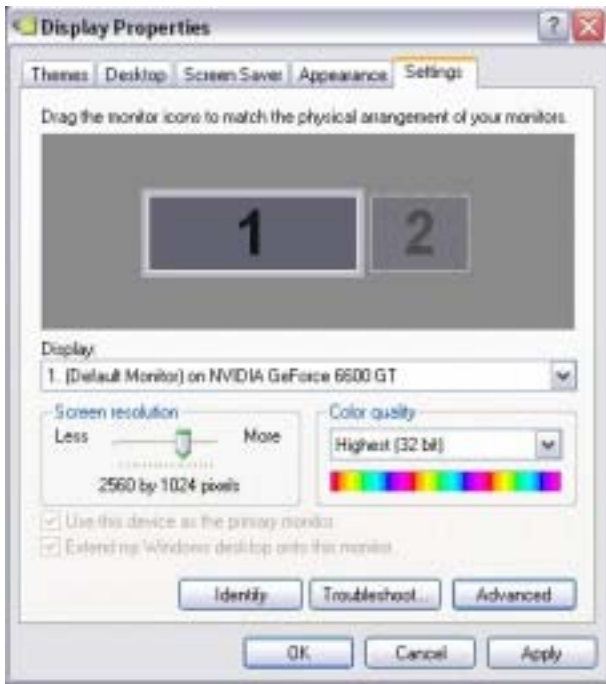 Display Properties
Themes Desktop Screen Saver Appearance Settings
Drag the monitor icons to match the physical arrangement of your monitors.
1 2
Display:
1. (Default Monitor) on NVIDIA GeForce 6600 GT
Screen resolution
Less More
2560 by 1024 pixels
Color quality
Highest (32 bit)
Use this device as the primary monitor.
Extend my Windows desktop onto this monitor.
Identify Troubleshoot... Advanced
OK Cancel Apply